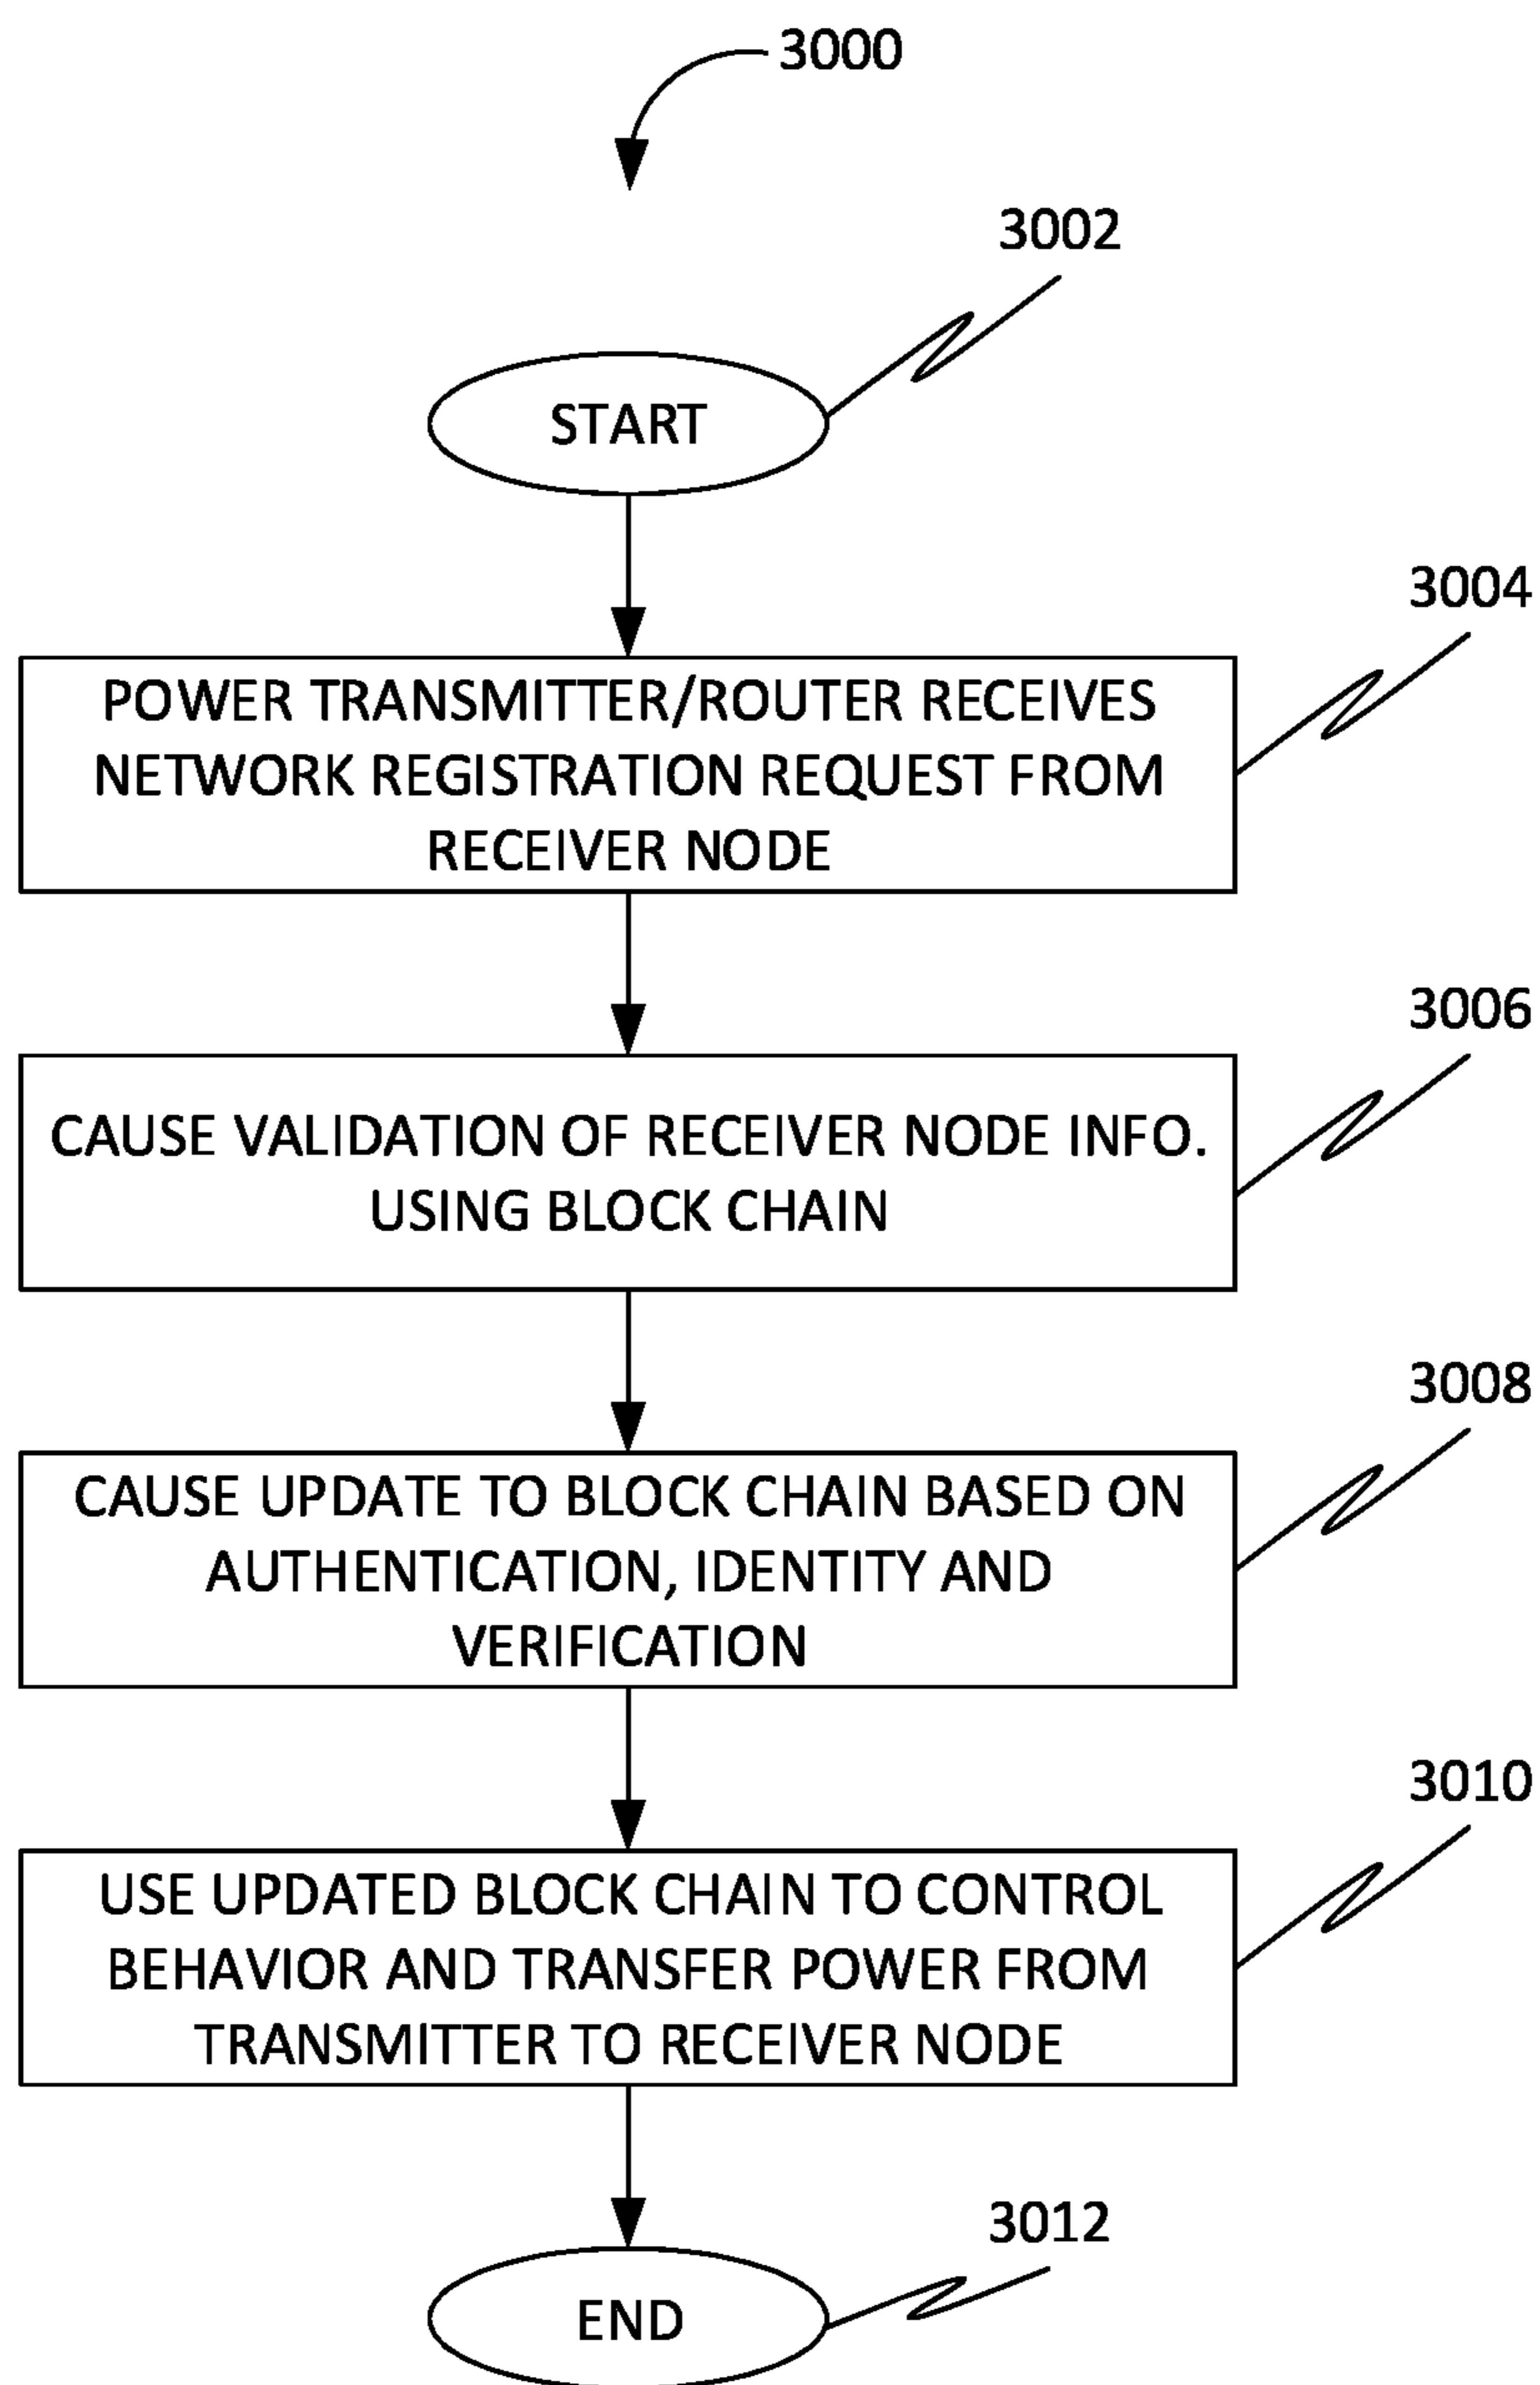 3000
3002
START
3004
POWER TRANSMITTER/ROUTER RECEIVES
NETWORK REGISTRATION REQUEST FROM
RECEIVER NODE
3006
CAUSE VALIDATION OF RECEIVER NODE INFO.
USING BLOCK CHAIN
3008
CAUSE UPDATE TO BLOCK CHAIN BASED ON
AUTHENTICATION, IDENTITY AND
VERIFICATION
3010
USE UPDATED BLOCK CHAIN TO CONTROL
BEHAVIOR AND TRANSFER POWER FROM
TRANSMITTER TO RECEIVER NODE
3012
END